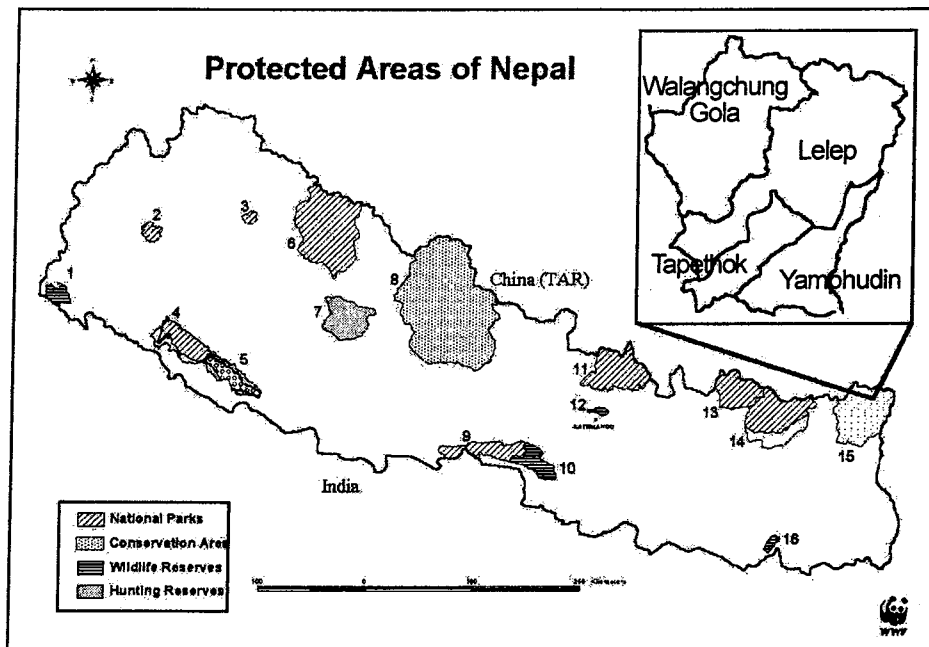 Protected Areas of Nepal
Walangchung
Gola
Lelep
Tapethok
Yamphudin
1
2
3
4
5
6
7
8
9
10
11
12
13
14
15
16
China (TAR)
India
National Parks
Conservation Area
Wildlife Reserves
Hunting Reserves
100 0 100 200
WWF